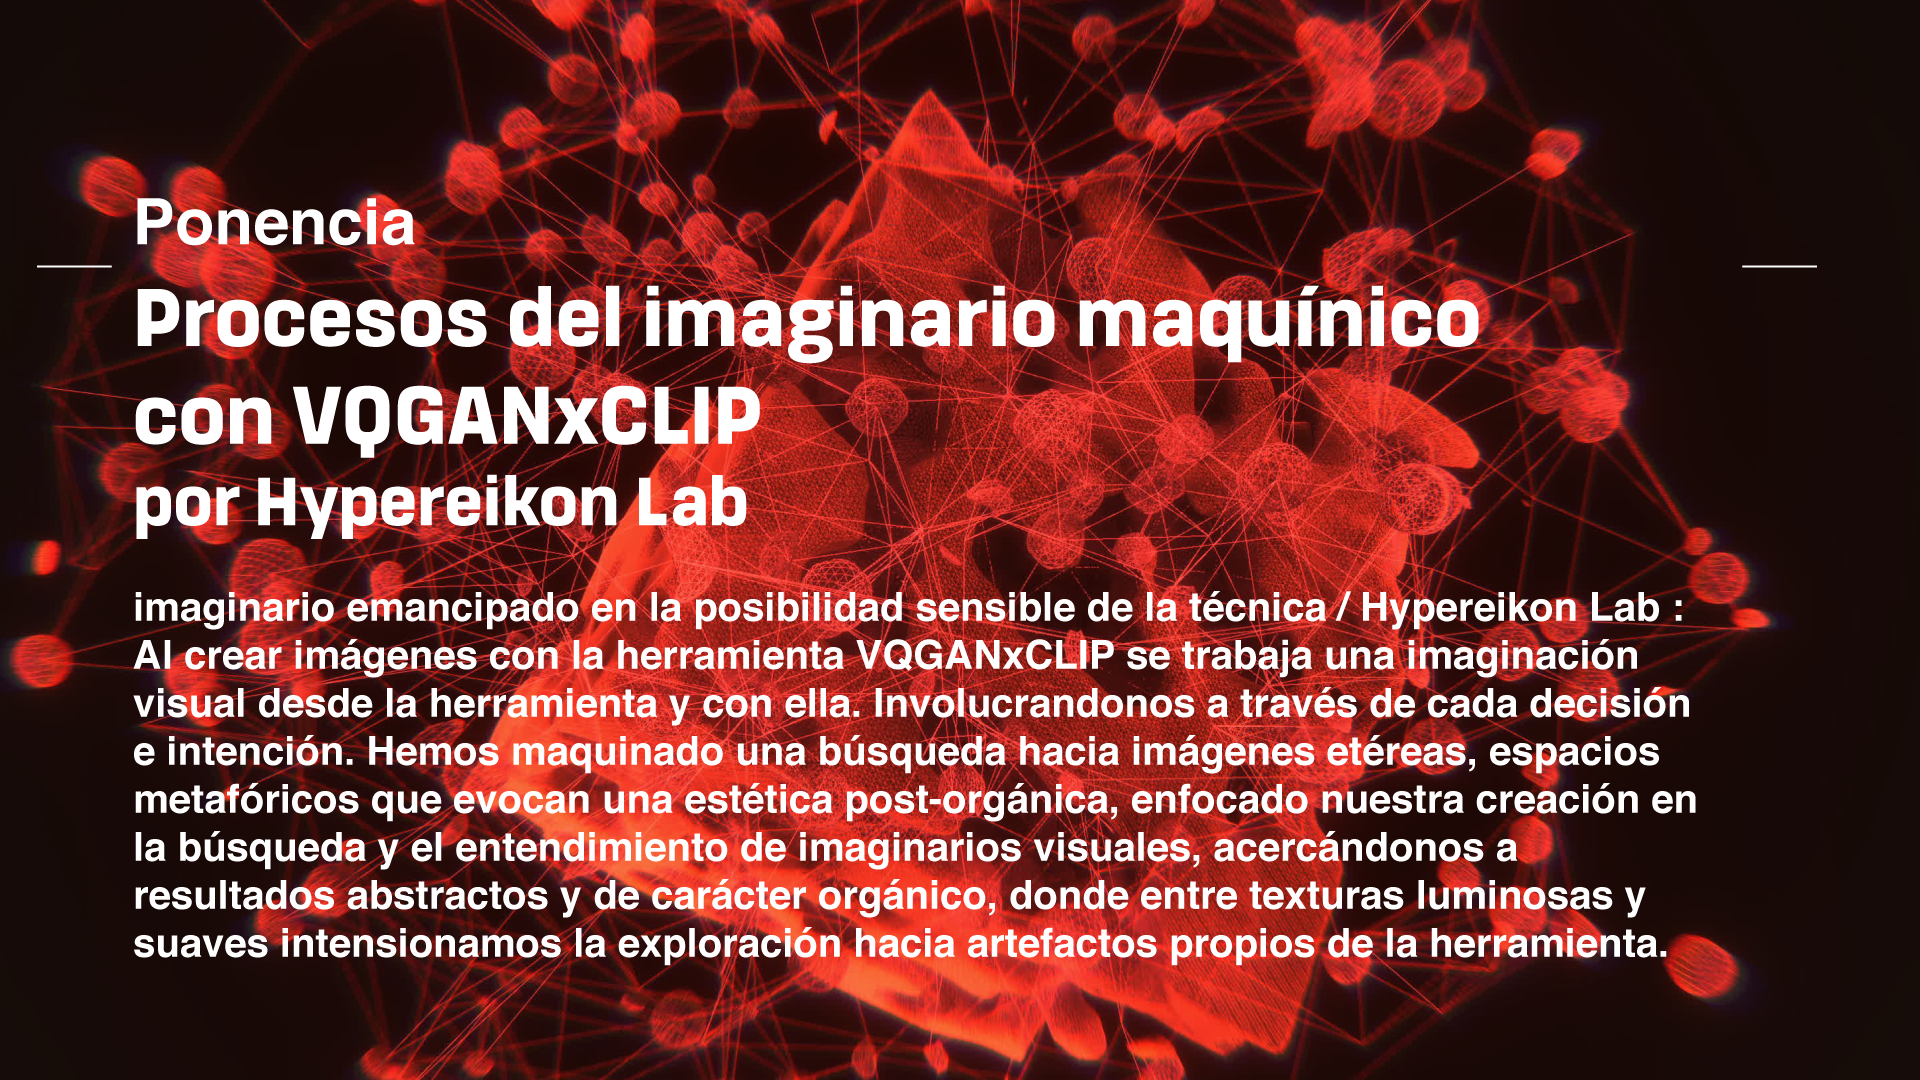 Ponencia
Procesos del imaginario maquínico
con VQGANxCLIP
por Hypereikon Lab
imaginario emancipado en la posibilidad sensible de la técnica / Hypereikon Lab :
Al crear imágenes con la herramienta VQGANxCLIP se trabaja una imaginación
visual desde la herramienta y con ella. Involucrandonos a través de cada decisión
e intención. Hemos maquinado una búsqueda hacia imágenes etéreas, espacios
metafóricos que evocan una estética post-orgánica, enfocado nuestra creación en
la búsqueda y el entendimiento de imaginarios visuales, acercándonos a
resultados abstractos y de carácter orgánico, donde entre texturas luminosas y
suaves intensionamos la exploración hacia artefactos propios de la herramienta.